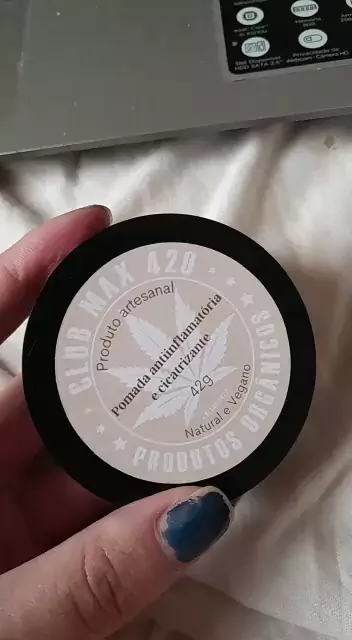 CLUB MAX 420
Produto artesanal
Pomada antiinflamatória
e cicatrizante
42g
Natural e Vegano
PRODUTOS ORGÂNICOS